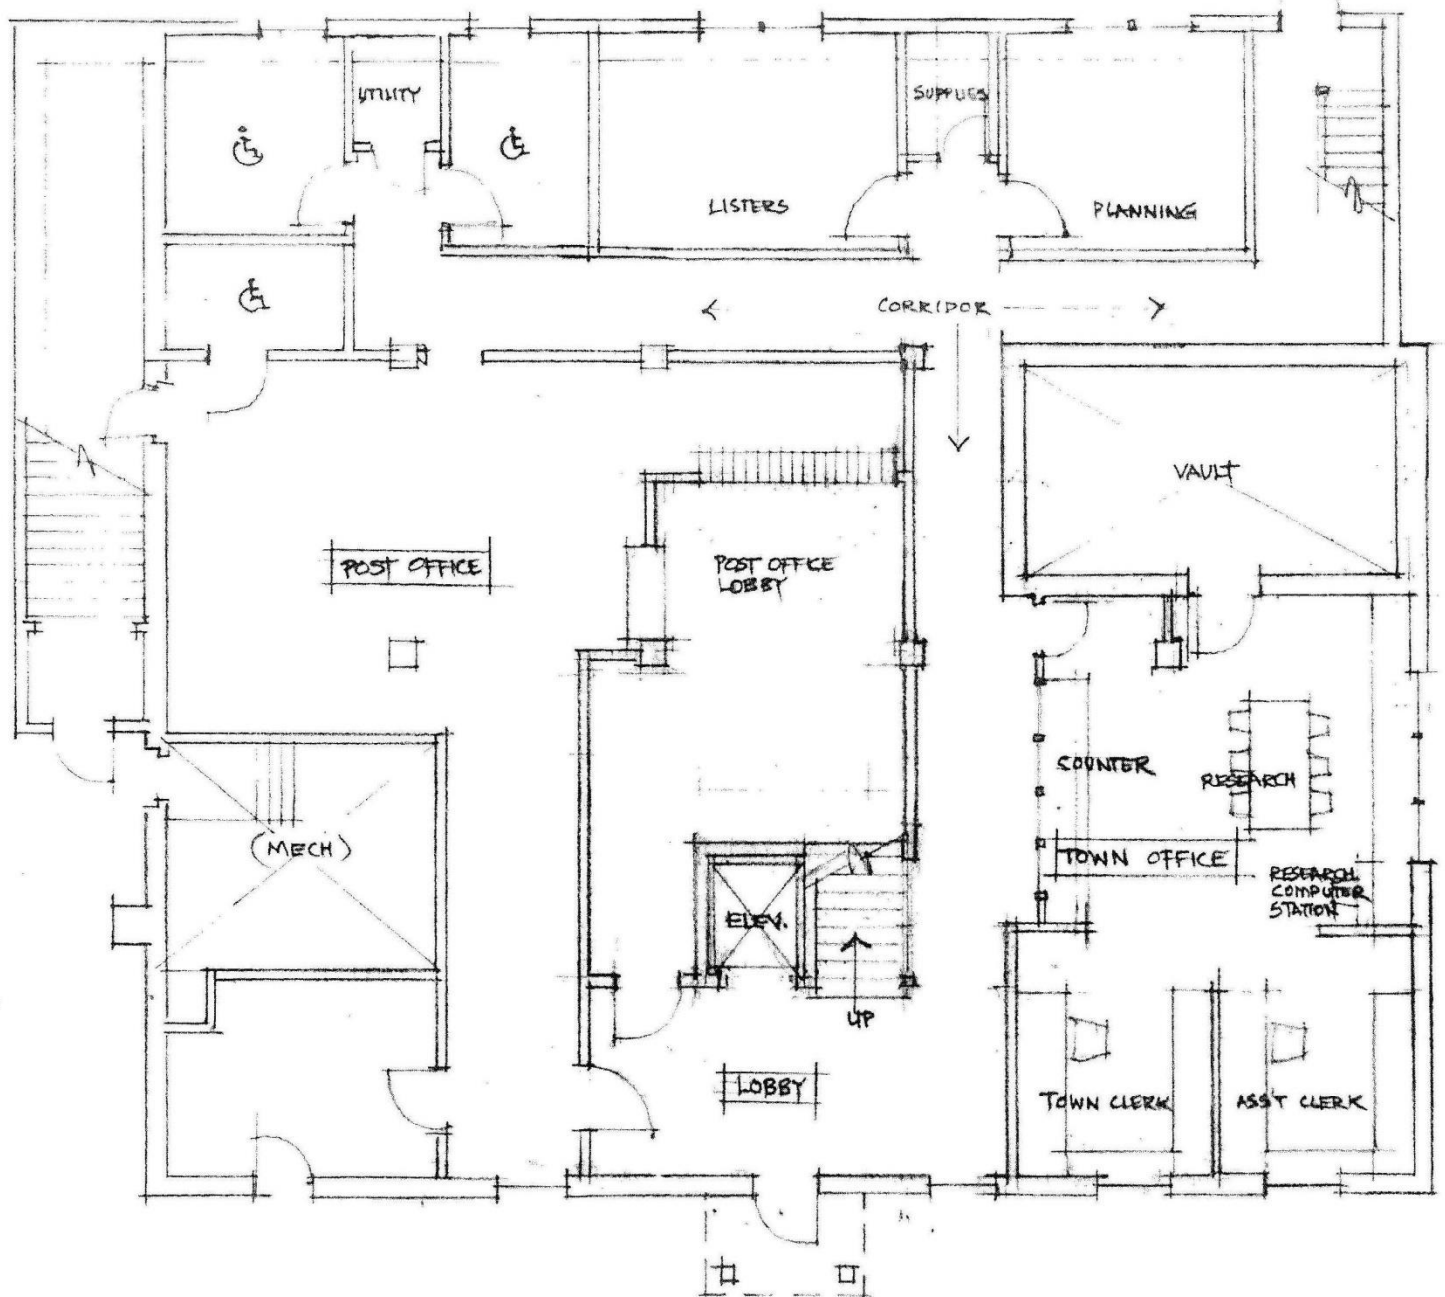 UTILITY
SUPPLIES
LISTERS
PLANNING
CORRIDOR
VAULT
POST OFFICE
POST OFFICE
LOBBY
COUNTER
RESEARCH
(MECH)
TOWN OFFICE
RESEARCH
COMPUTER
STATION
ELEV.
UP
LOBBY
TOWN CLERK
ASS'T CLERK